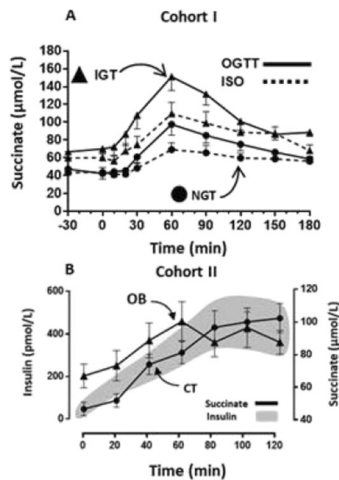 A
Cohort I
Succinate (μmol/L)
180
160
140
120
100
80
60
40
20
0
IGT
OGTT
ISO
NGT
-30 0 30 60 90 120 150 180
Time (min)
B
Cohort II
Insulin (pmol/L)
600
400
200
0
OB
CT
Succinate
Insulin
100
80
60
40
Succinate (μmol/L)
0 20 40 60 80 100 120
Time (min)